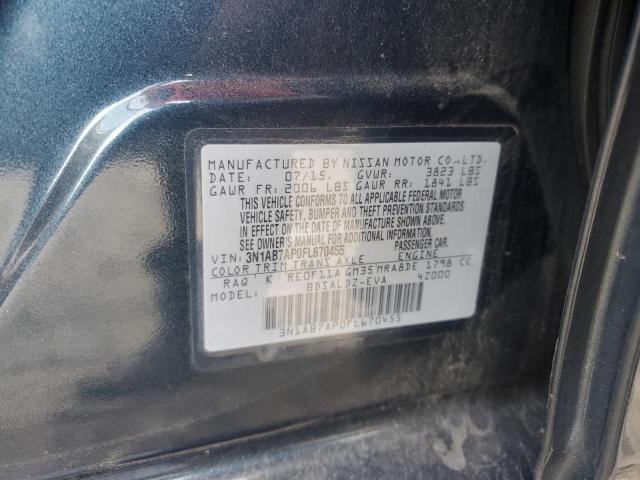 MANUFACTURED BY NISSAN MOTOR CO.,LTD.
DATE: 07/15. GVWR: 3823 LBS
GAWR FR: 2006 LBS GAWR RR: 1841 LBS
THIS VEHICLE CONFORMS TO ALL APPLICABLE FEDERAL MOTOR
VEHICLE SAFETY, BUMPER AND THEFT PREVENTION STANDARDS
IN EFFECT ON THE DATE OF MANUFACTURE SHOWN ABOVE.
SEE OWNER'S MANUAL. PASSENGER CAR.
VIN: 3N1AB7AP0FL670455
COLOR TRIM TRANS AXLE ENGINE
RAQ K RE0F11A GM35 MRA8DE 1798 CC
MODEL: BDSALDZ-EVA 42000
3N1AB7AP0FL670455